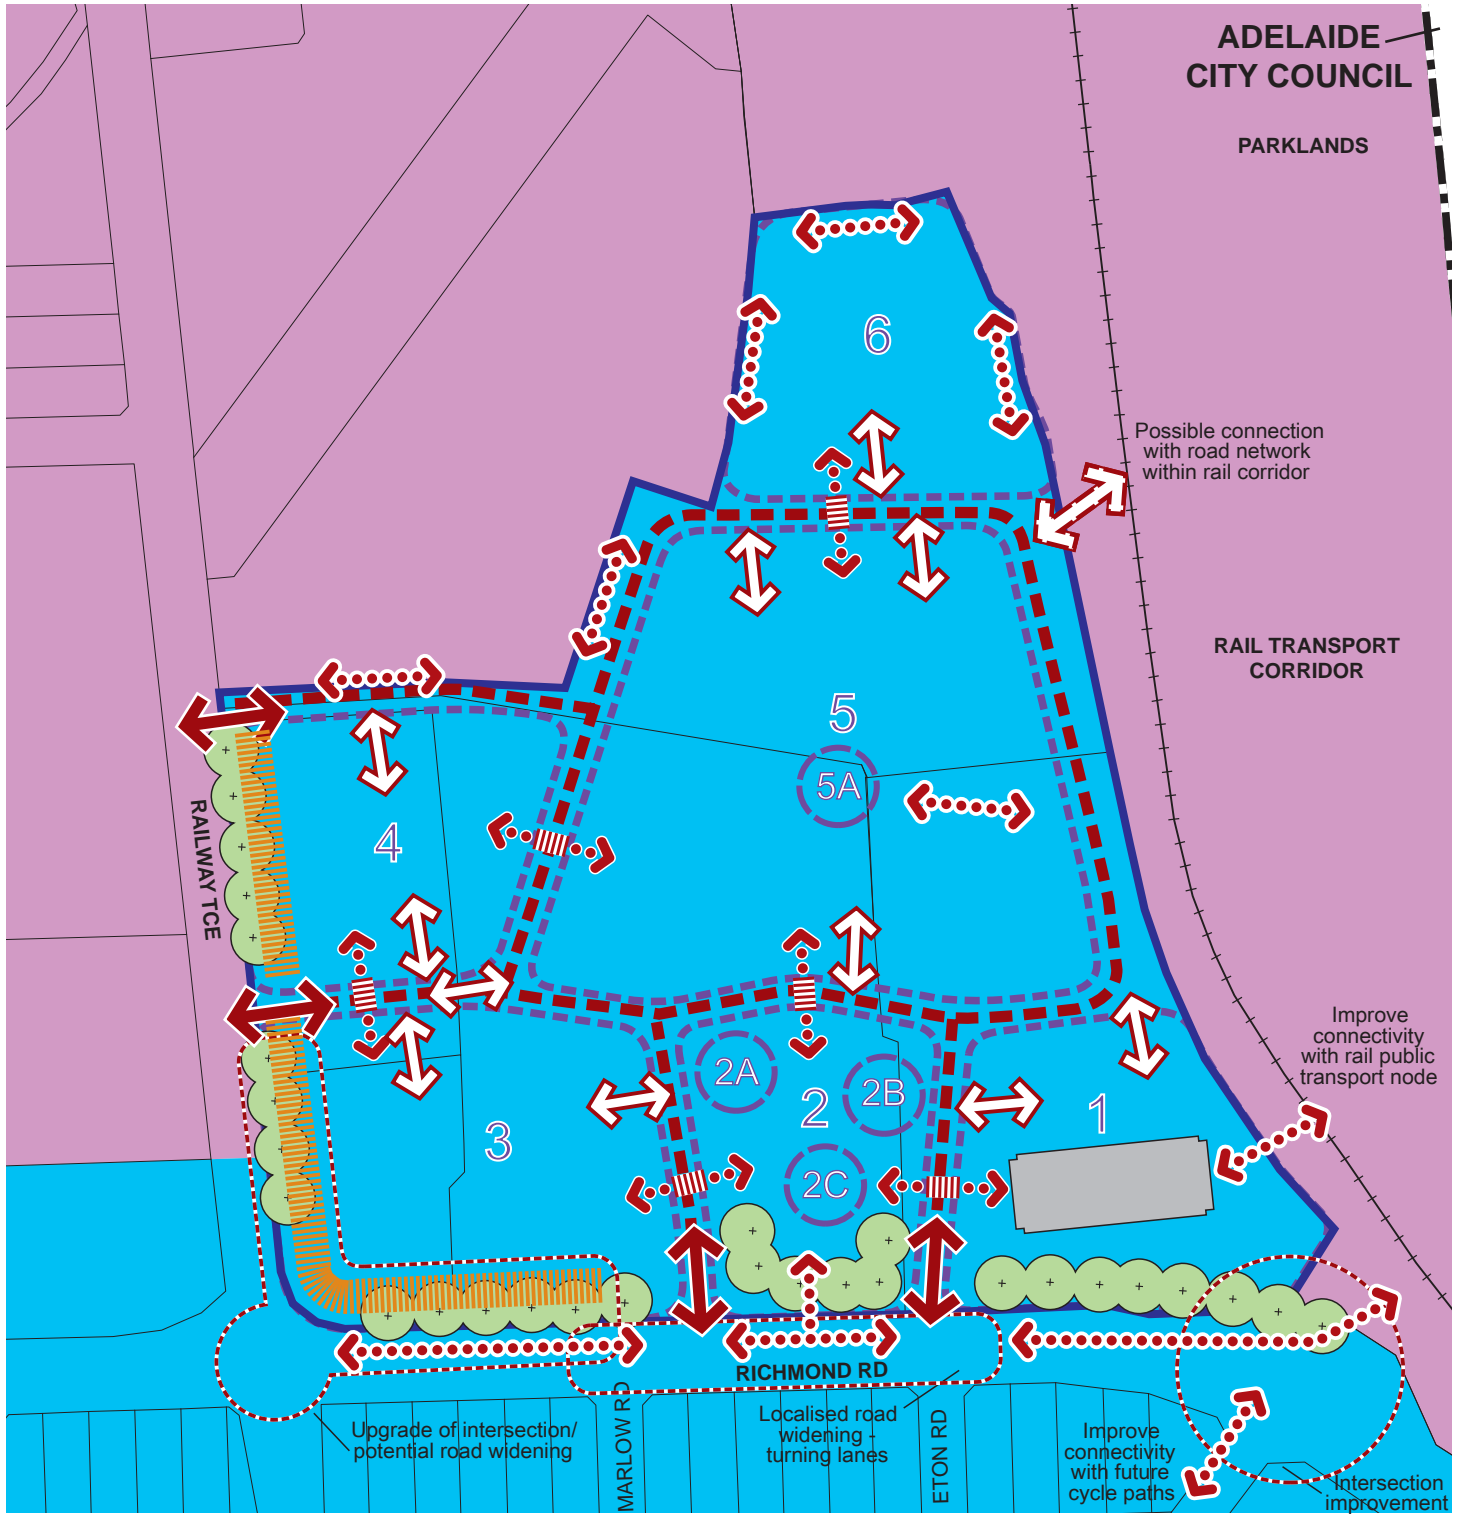 ADELAIDE
CITY COUNCIL
PARKLANDS
6
Possible connection
with road network
within rail corridor
RAIL TRANSPORT
CORRIDOR
5
5A
RAILWAY TCE
4
Improve
connectivity
with rail public
transport node
2A
2B
2
1
3
2C
RICHMOND RD
Upgrade of intersection/
potential road widening
MARLOW RD
Localised road
widening -
turning lanes
ETON RD
Improve
connectivity
with future
cycle paths
Intersection
improvement